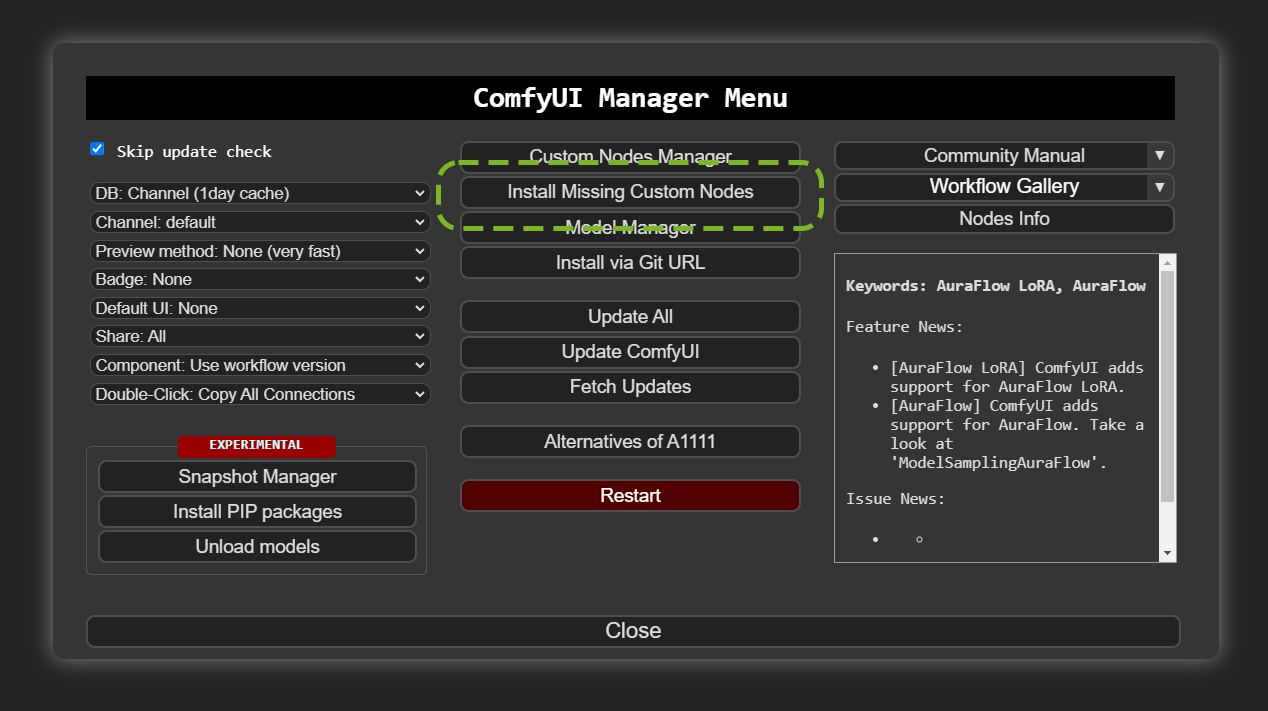 ComfyUI Manager Menu
Skip update check
DB: Channel (1day cache)
Channel: default
Preview method: None (very fast)
Badge: None
Default UI: None
Share: All
Component: Use workflow version
Double-Click: Copy All Connections
EXPERIMENTAL
Snapshot Manager
Install PIP packages
Unload models
Custom Nodes Manager
Install Missing Custom Nodes
Model Manager
Install via Git URL
Update All
Update ComfyUI
Fetch Updates
Alternatives of A1111
Restart
Community Manual
Workflow Gallery
Nodes Info
Keywords: AuraFlow LoRA, AuraFlow
Feature News:
• [AuraFlow LoRA] ComfyUI adds
support for AuraFlow LoRA.
• [AuraFlow] ComfyUI adds
support for AuraFlow. Take a
look at
'ModelSamplingAuraFlow'.
Issue News:
Close